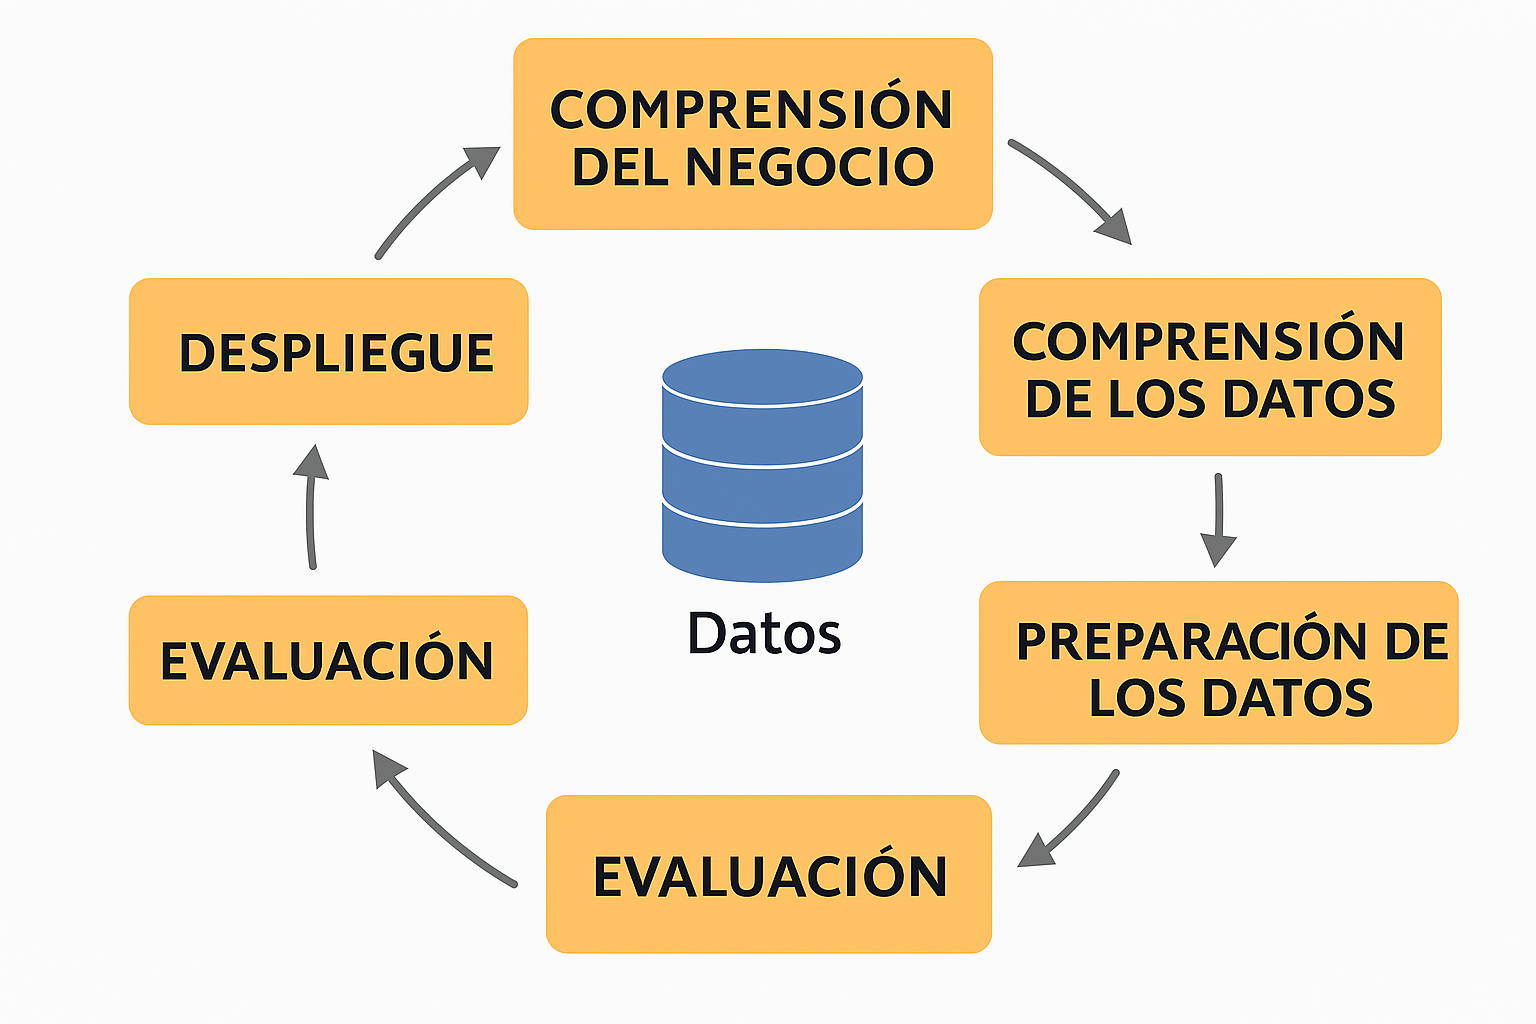 COMPRENSIÓN
DEL NEGOCIO
COMPRENSIÓN
DE LOS DATOS
PREPARACIÓN DE
LOS DATOS
EVALUACIÓN
EVALUACIÓN
DESPLIEGUE
Datos